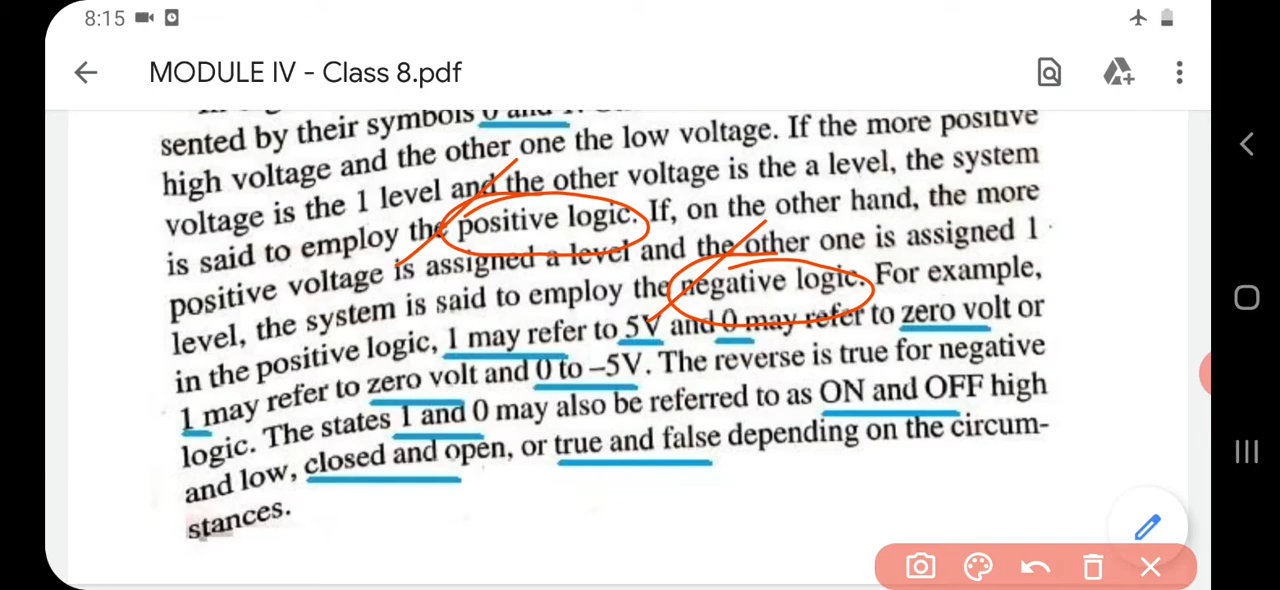 8:15
MODULE IV - Class 8.pdf
sented by their symbols 0 and
high voltage and the other one the low voltage. If the more positive
voltage is the 1 level and the other voltage is the a level, the system
is said to employ the positive logic. If, on the other hand, the more
positive voltage is assigned a level and the other one is assigned 1
level, the system is said to employ the negative logic. For example,
in the positive logic, 1 may refer to 5V and 0 may refer to zero volt or
1 may refer to zero volt and 0 to –5V. The reverse is true for negative
logic. The states 1 and 0 may also be referred to as ON and OFF high
and low, closed and open, or true and false depending on the circum-
stances.